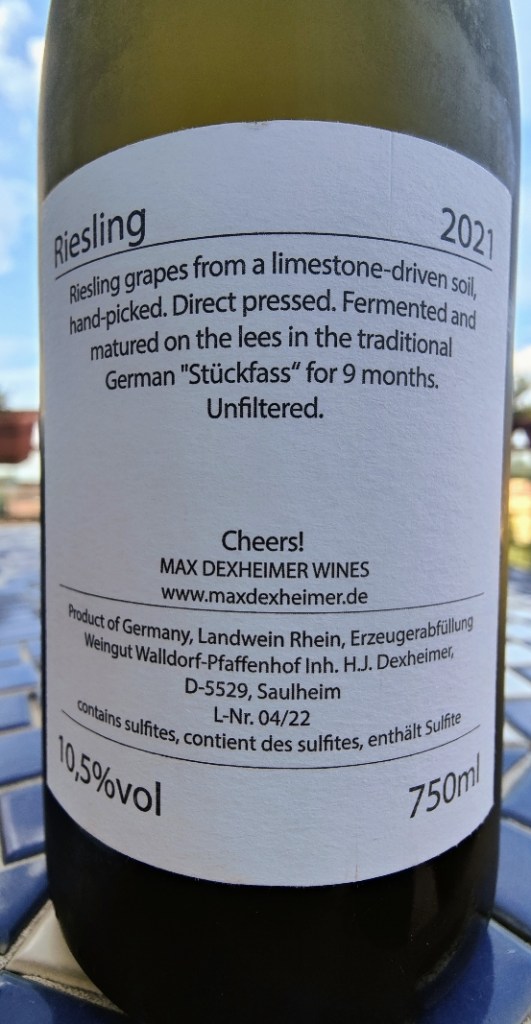 Riesling 2021
Riesling grapes from a limestone-driven soil,
hand-picked. Direct pressed. Fermented and
matured on the lees in the traditional
German "Stückfass“ for 9 months.
Unfiltered.
Cheers!
MAX DEXHEIMER WINES
www.maxdexheimer.de
Product of Germany, Landwein Rhein, Erzeugerabfüllung
Weingut Walldorf-Pfaffenhof Inh. H.J. Dexheimer,
D-5529, Saulheim
L-Nr. 04/22
contains sulfites, contient des sulfites, enthält Sulfite
10,5%vol 750ml